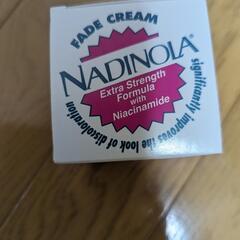 FADE CREAM
NADINOLA®
Extra Strength
Formula
with
Niacinamide
significantly improves the look of discoloration